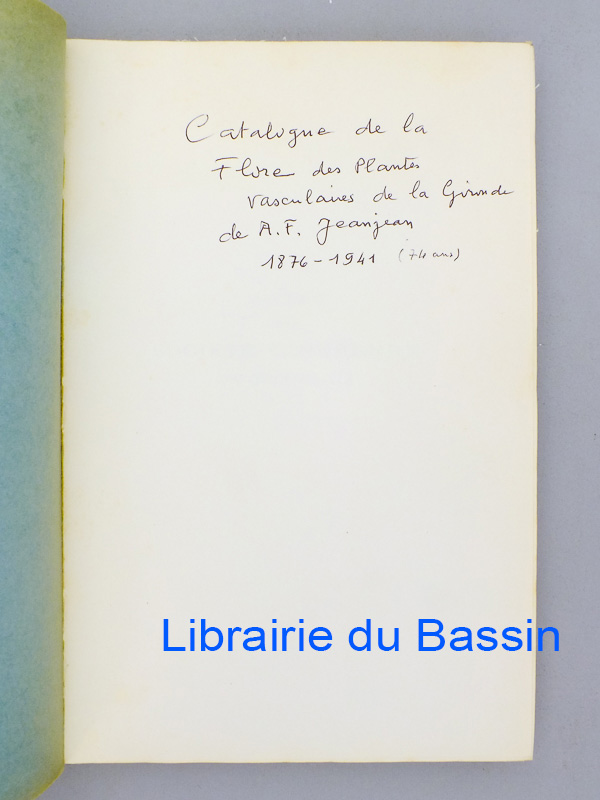 Catalogue de la
Flore des Plantes
vasculaires de la Gironde
de A.F. Jeanjean
1876-1941 (74 ans)
Librairie du Bassin